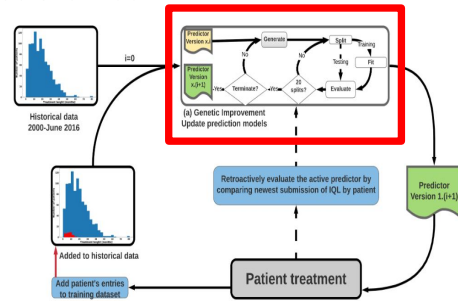 i=0
Historical data
2000-June 2016
Predictor
Version x.i
Generate
Split
Training
No
No
Testing
Fit
Predictor
Version
x.(i+1)
Yes
Terminate?
Yes
20
splits?
Evaluate
(a) Genetic Improvement
Update prediction models
Retroactively evaluate the active predictor by
comparing newest submission of IQL by patient
Predictor
Version 1.(i+1)
Added to historical data
Add patient's entries
to training dataset
Patient treatment